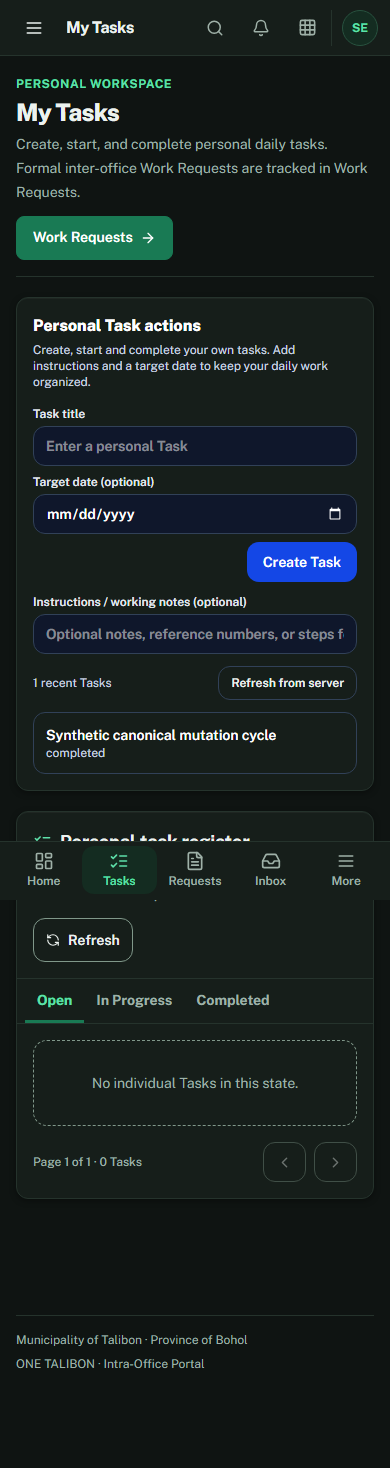 My Tasks
SE
PERSONAL WORKSPACE
My Tasks
Create, start, and complete personal daily tasks.
Formal inter-office Work Requests are tracked in Work
Requests.
Work Requests
Personal Task actions
Create, start and complete your own tasks. Add
instructions and a target date to keep your daily work
organized.
Task title
Enter a personal Task
Target date (optional)
mm/dd/yyyy
Create Task
Instructions / working notes (optional)
Optional notes, reference numbers, or steps f
1 recent Tasks
Refresh from server
Synthetic canonical mutation cycle
completed
Personal task register
Home
Tasks
Requests
Inbox
More
Refresh
Open
In Progress
Completed
No individual Tasks in this state.
Page 1 of 1 · 0 Tasks
Municipality of Talibon · Province of Bohol
ONE TALIBON · Intra-Office Portal